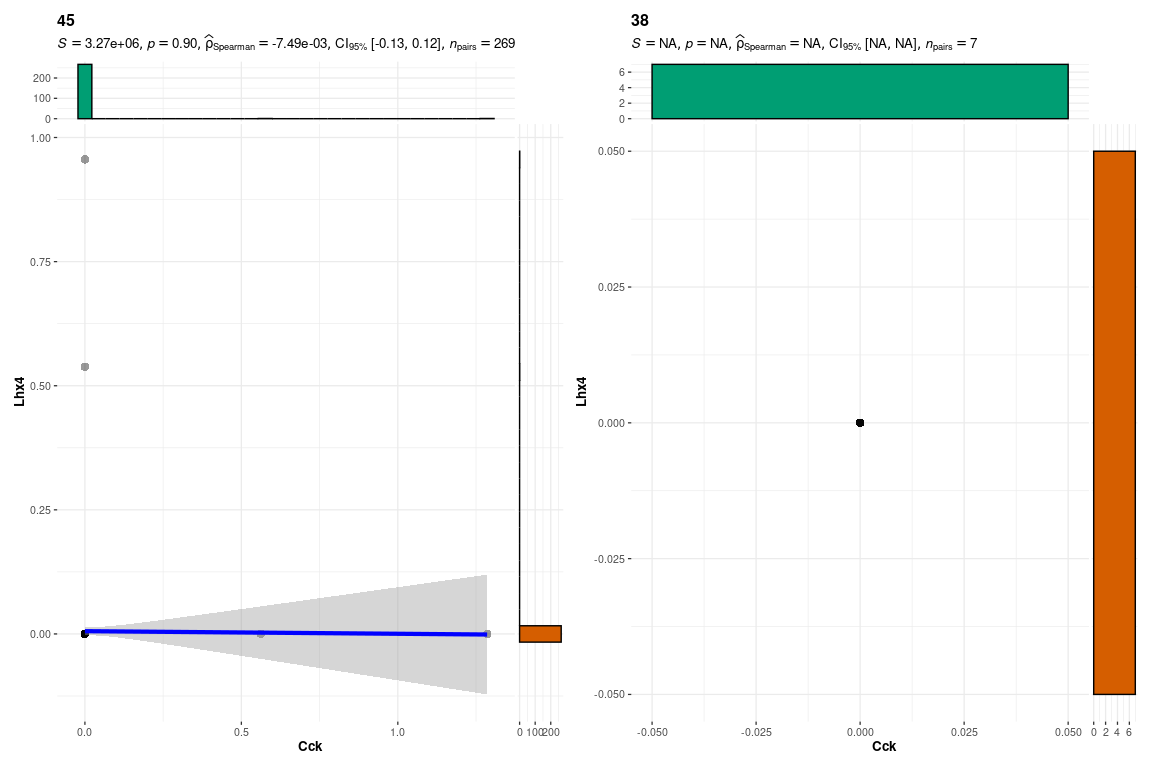 45
S = 3.27e+06, p = 0.90, ρ̂Spearman = -7.49e-03, CI95% [-0.13, 0.12], npairs = 269
200
100
0
1.00
0.75
0.50
0.25
0.00
Lhx4
0.0 0.5 1.0 0 100200
Cck
38
S = NA, p = NA, ρ̂Spearman = NA, CI95% [NA, NA], npairs = 7
6
4
2
0
0.050
0.025
0.000
-0.025
-0.050
Lhx4
-0.050 -0.025 0.000 0.025 0.050 0 2 4 6
Cck